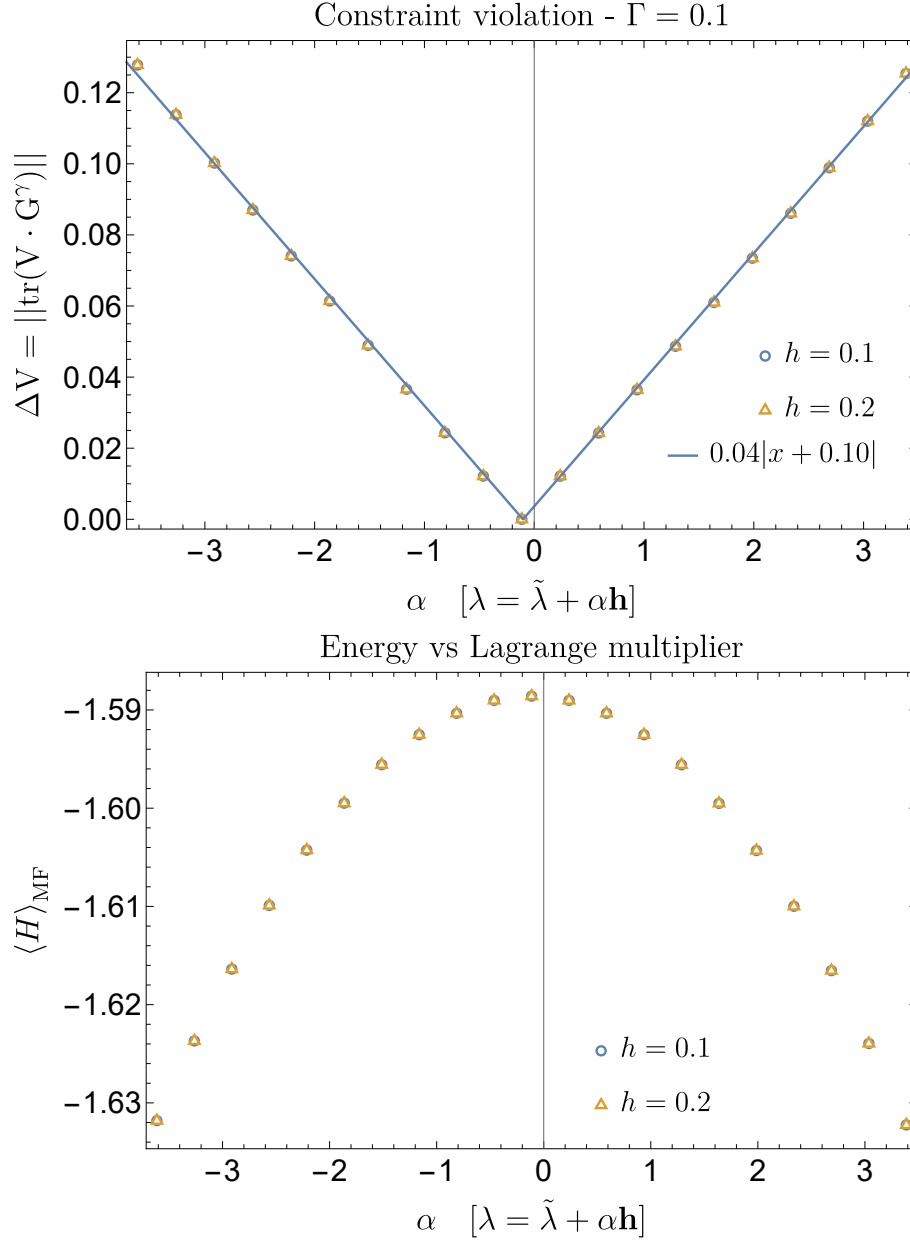 Constraint violation - Γ = 0.1
ΔV = ||tr(V · G^γ)||
0.12
0.10
0.08
0.06
0.04
0.02
0.00
h = 0.1
h = 0.2
0.04|x + 0.10|
−3 −2 −1 0 1 2 3
α [λ = λ̃ + αh]
Energy vs Lagrange multiplier
⟨H⟩_MF
−1.59
−1.60
−1.61
−1.62
−1.63
h = 0.1
h = 0.2
−3 −2 −1 0 1 2 3
α [λ = λ̃ + αh]